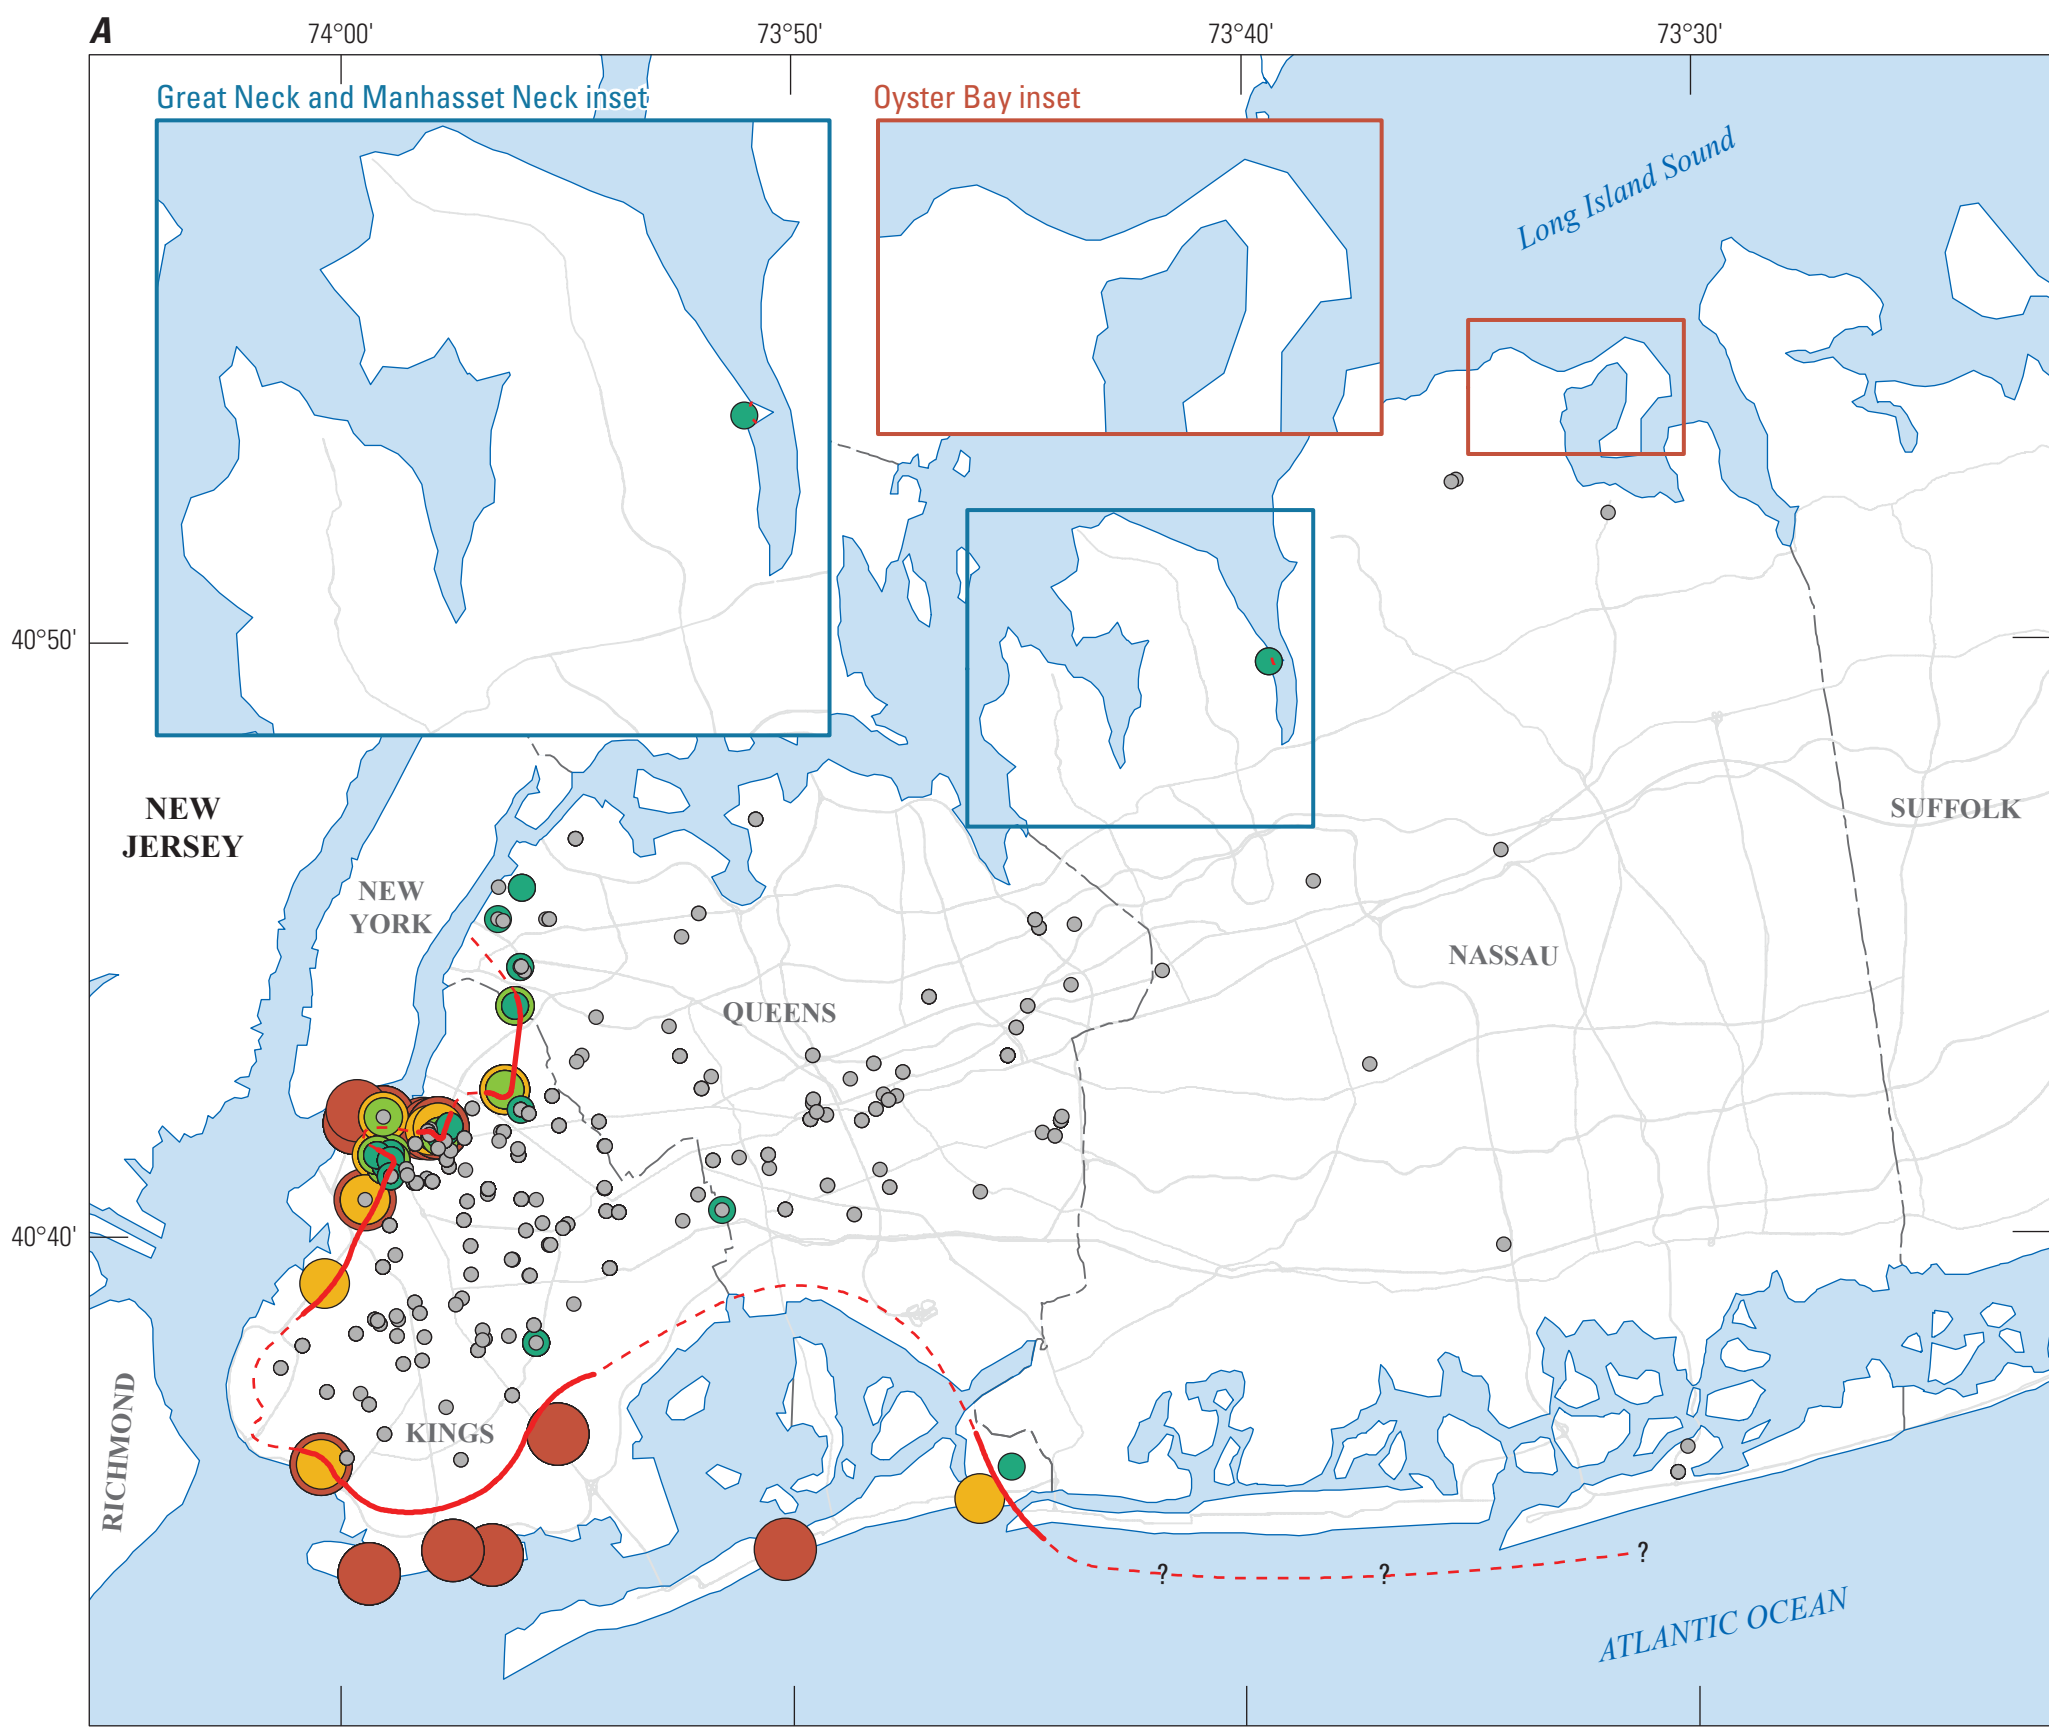 A
74°00'
73°50'
73°40'
73°30'
Great Neck and Manhasset Neck inset
Oyster Bay inset
Long Island Sound
40°50'
NEW
JERSEY
SUFFOLK
NEW
YORK
NASSAU
QUEENS
40°40'
RICHMOND
KINGS
?
?
?
ATLANTIC OCEAN